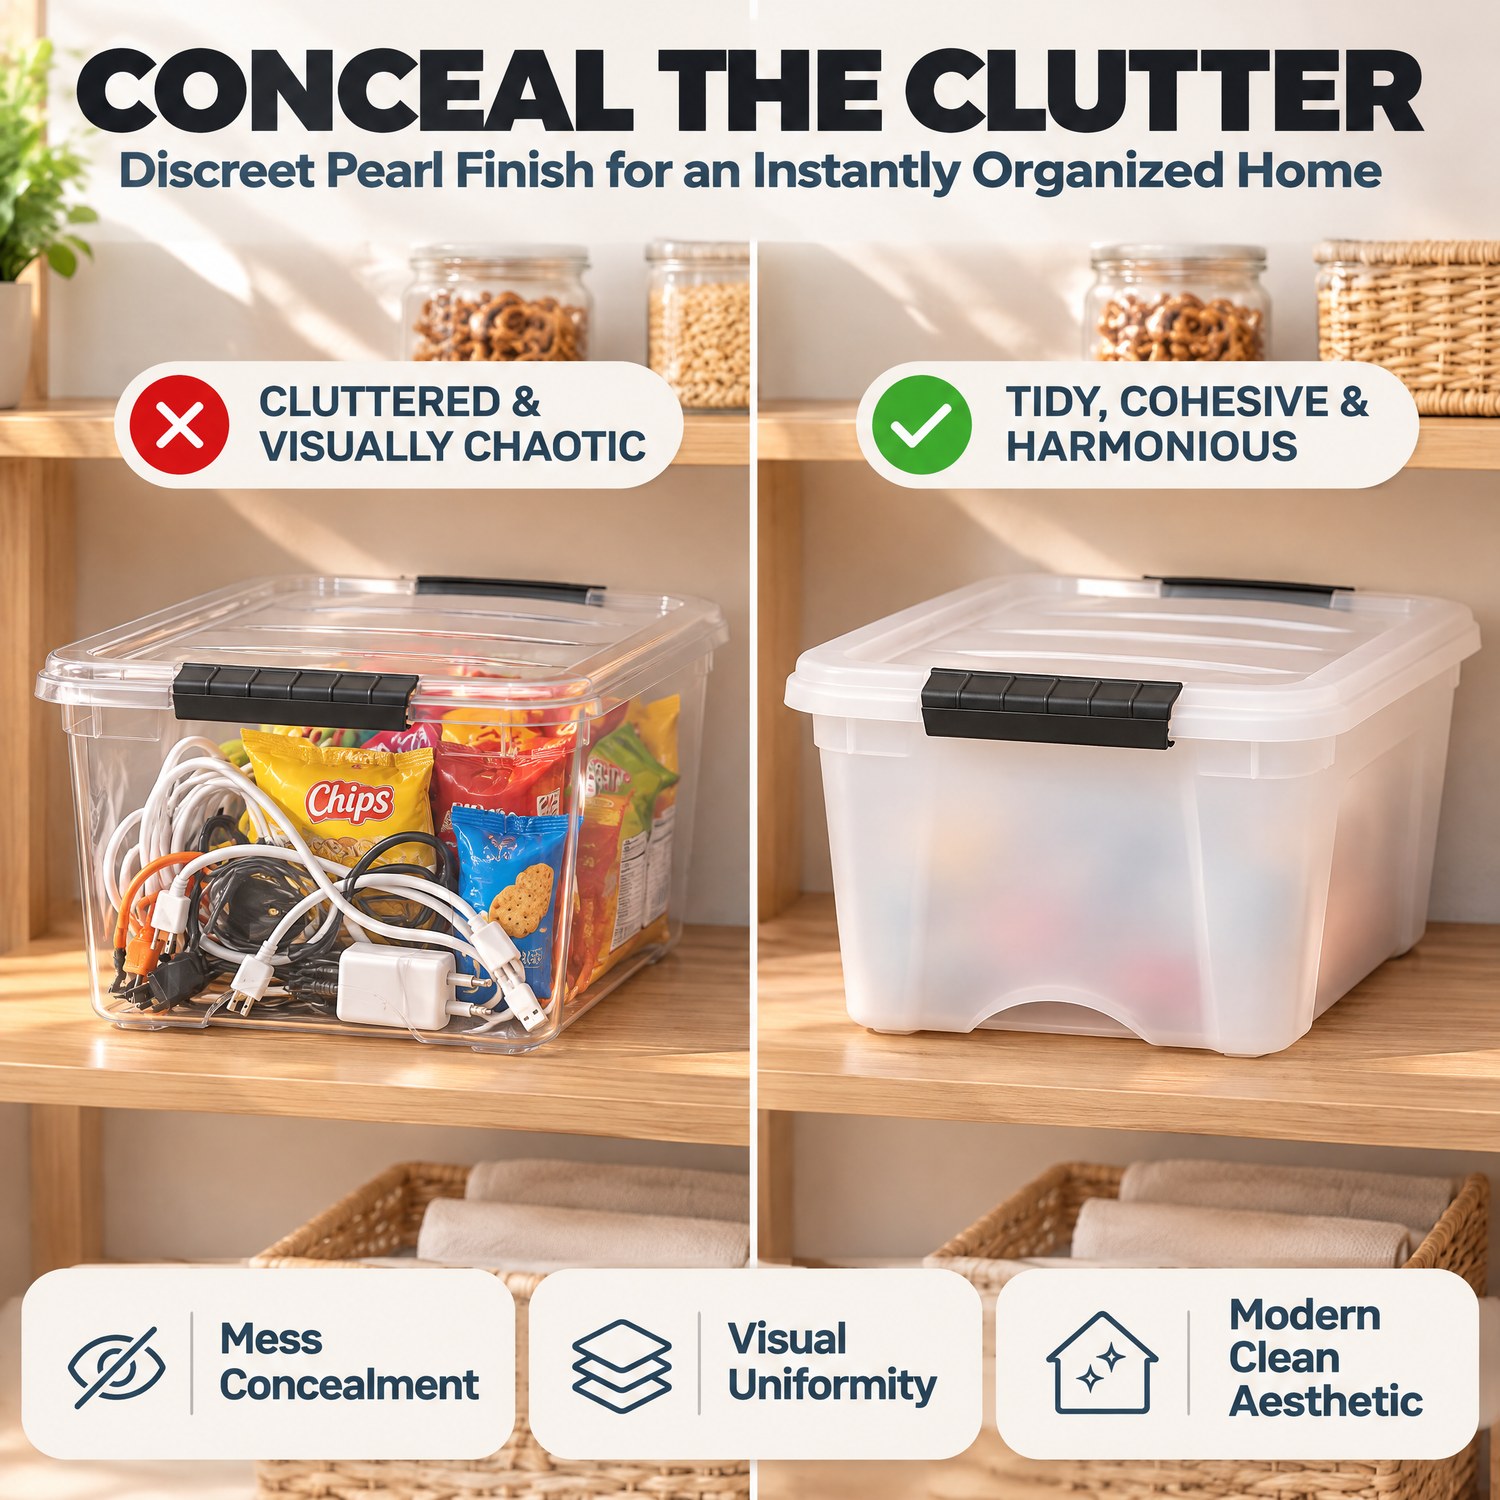 CONCEAL THE CLUTTER
Discreet Pearl Finish for an Instantly Organized Home
CLUTTERED &
VISUALLY CHAOTIC
TIDY, COHESIVE &
HARMONIOUS
Chips
Mess
Concealment
Visual
Uniformity
Modern
Clean
Aesthetic